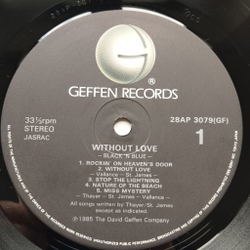 ®
GEFFEN RECORDS
33⅓rpm
STEREO
JASRAC
28AP 3079(GF)
1
WITHOUT LOVE
– BLACK 'N BLUE –
1. ROCKIN' ON HEAVEN'S DOOR
2. WITHOUT LOVE
– Vallance - St. James –
3. STOP THE LIGHTNING
4. NATURE OF THE BEACH
– Vallance - St. James –
5. MISS MYSTERY
– Thayer - St. James –
All songs written by Thayer - St. James
except as indicated.
℗1985 The David Geffen Company